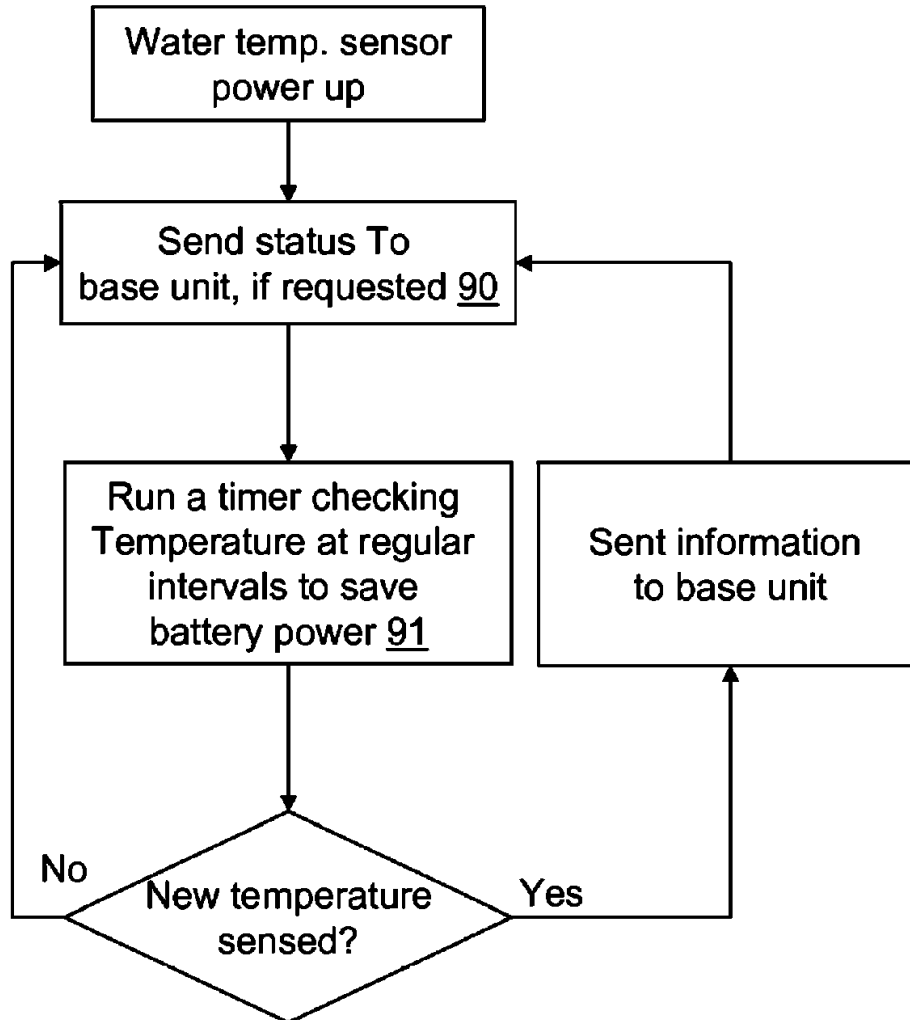 Water temp. sensor
power up
Send status To
base unit, if requested 90
Run a timer checking
Temperature at regular
intervals to save
battery power 91
Sent information
to base unit
No
New temperature
sensed?
Yes